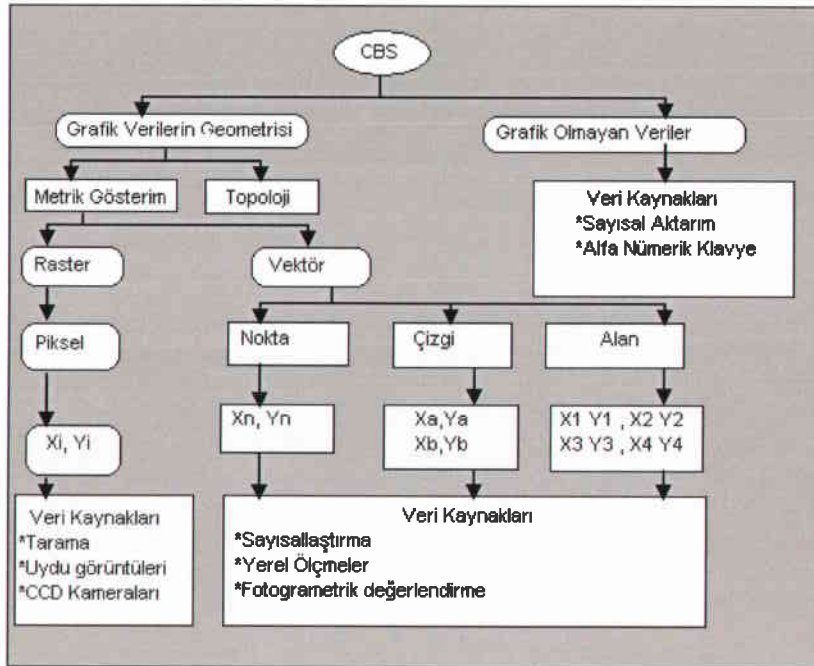 CBS
Grafik Verilerin Geometrisi
Grafik Olmayan Veriler
Metrik Gösterim
Topoloji
Veri Kaynakları
*Sayısal Aktarım
*Alfa Nümerik Klavye
Raster
Vektör
Piksel
Nokta
Çizgi
Alan
Xi, Yi
Xn, Yn
Xa,Ya
Xb,Yb
X1 Y1 , X2 Y2
X3 Y3 , X4 Y4
Veri Kaynakları
*Tarama
*Uydu görüntüleri
*CCD Kameraları
Veri Kaynakları
*Sayısallaştırma
*Yerel Ölçmeler
*Fotogrametrik değerlendirme